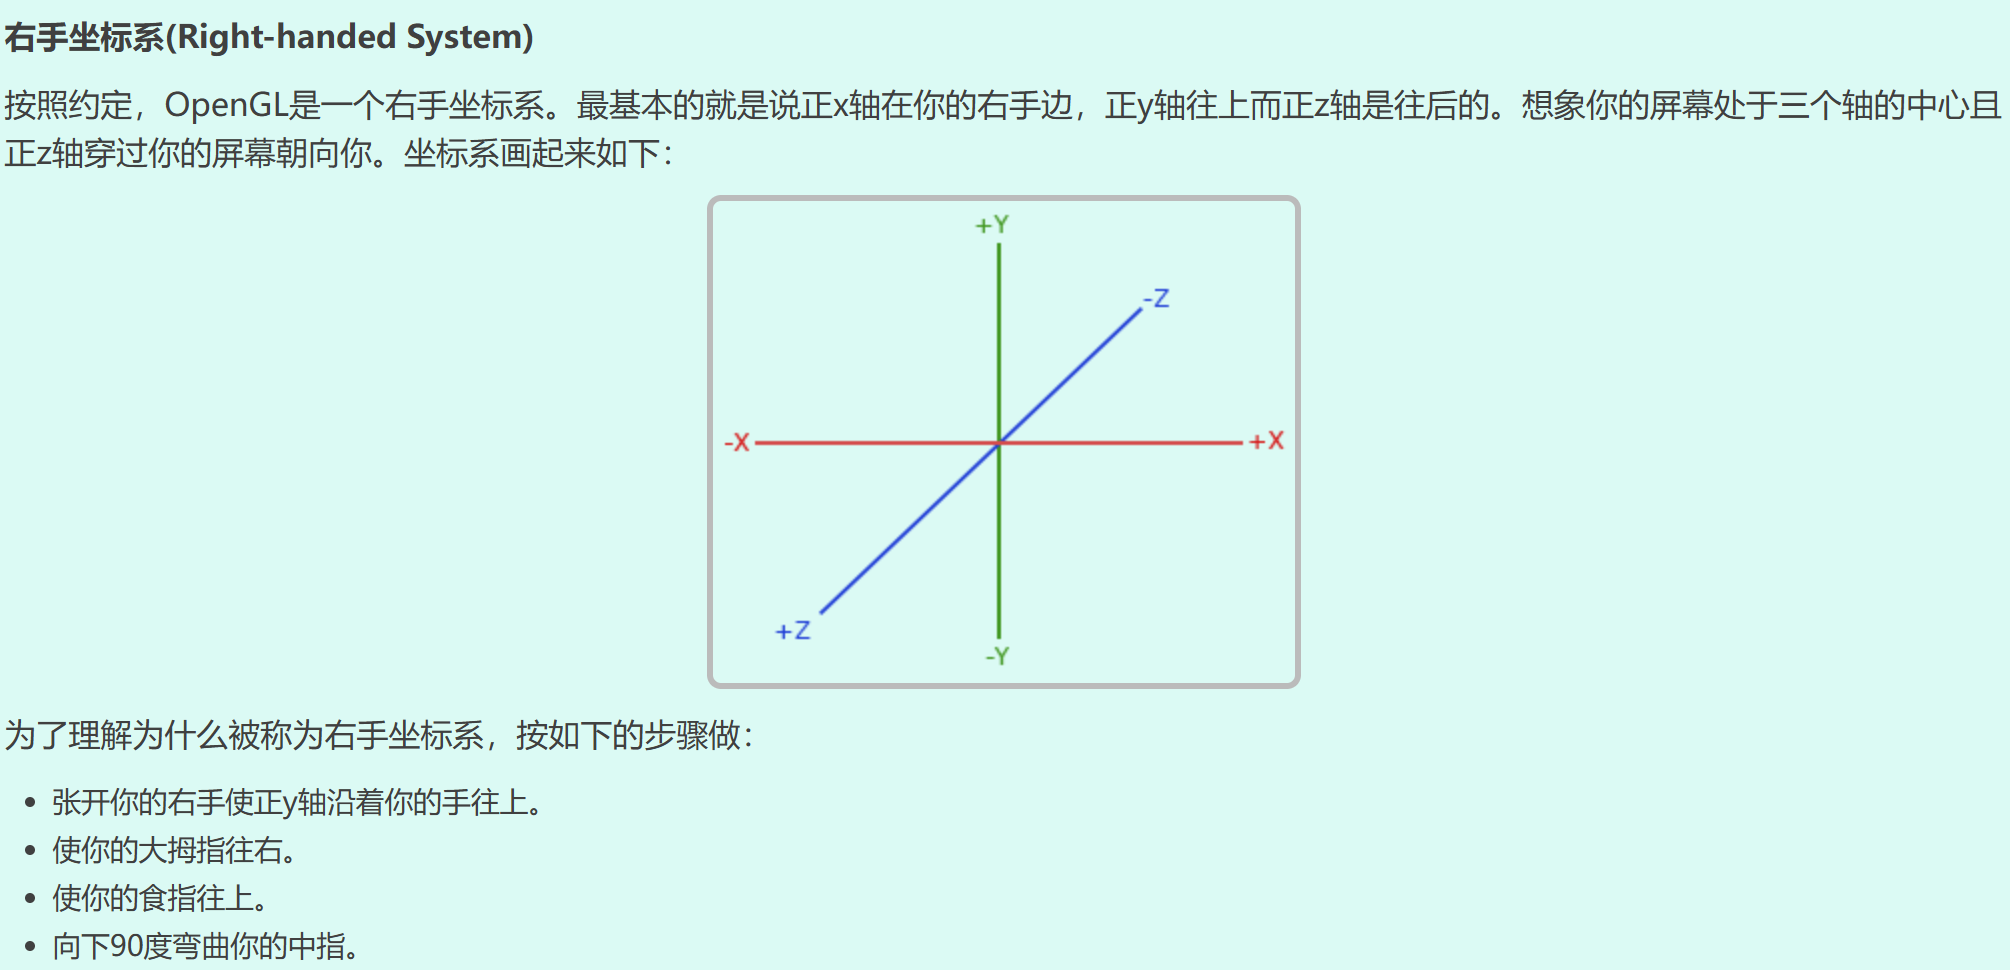 右手坐标系(Right-handed System)
按照约定，OpenGL是一个右手坐标系。最基本的就是说正x轴在你的右手边，正y轴往上而正z轴是往后的。想象你的屏幕处于三个轴的中心且
正z轴穿过你的屏幕朝向你。坐标系画起来如下：
+Y
-Z
-X
+X
+Z
-Y
为了理解为什么被称为右手坐标系，按如下的步骤做：
• 张开你的右手使正y轴沿着你的手往上。
• 使你的大拇指往右。
• 使你的食指往上。
• 向下90度弯曲你的中指。